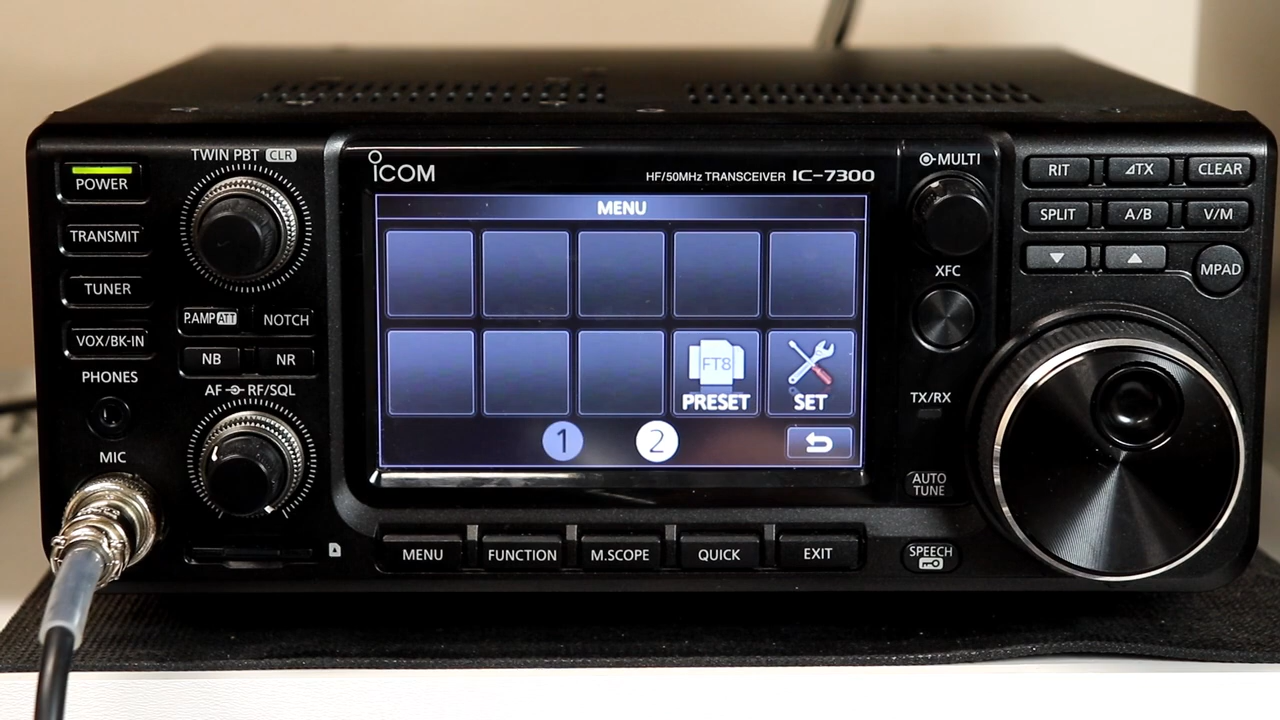 TWIN PBT CLR
POWER
TRANSMIT
TUNER
VOX/BK-IN
PHONES
MIC
P.AMP ATT
NOTCH
NB
NR
AF RF/SQL
ICOM
HF/50MHz TRANSCEIVER IC-7300
MENU
FT8
PRESET
SET
1
2
MENU
FUNCTION
M.SCOPE
QUICK
EXIT
MULTI
XFC
TX/RX
AUTO
TUNE
SPEECH
RIT
⊿TX
CLEAR
SPLIT
A/B
V/M
▼
▲
MPAD